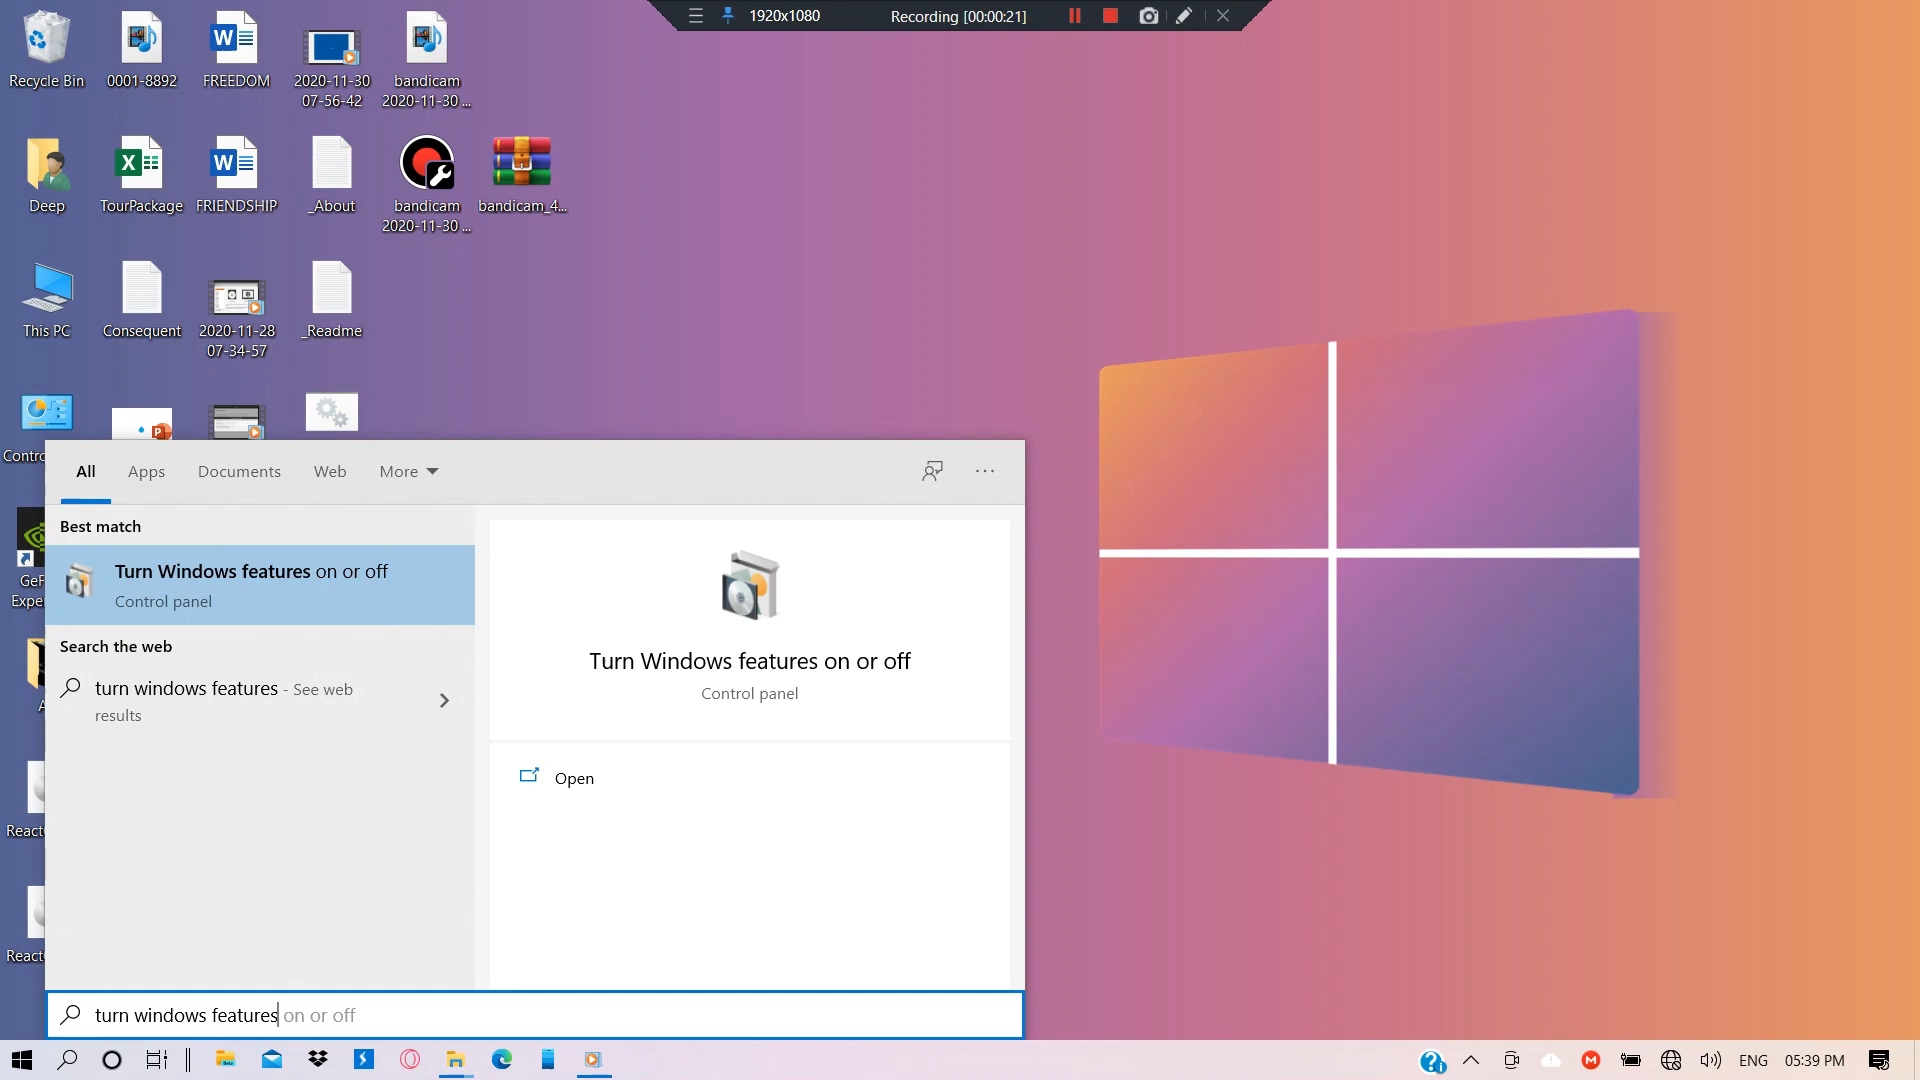 1920x1080
Recording [00:00:21]
Recycle Bin
0001-8892
FREEDOM
2020-11-30
07-56-42
bandicam
2020-11-30 ...
Deep
TourPackage
FRIENDSHIP
_About
bandicam
2020-11-30 ...
bandicam_4...
This PC
Consequent
2020-11-28
07-34-57
_Readme
Contro
GeF
Exper
A
React
React
All
Apps
Documents
Web
More
Best match
Turn Windows features on or off
Control panel
Search the web
turn windows features - See web
results
Turn Windows features on or off
Control panel
Open
turn windows features on or off
ENG
05:39 PM